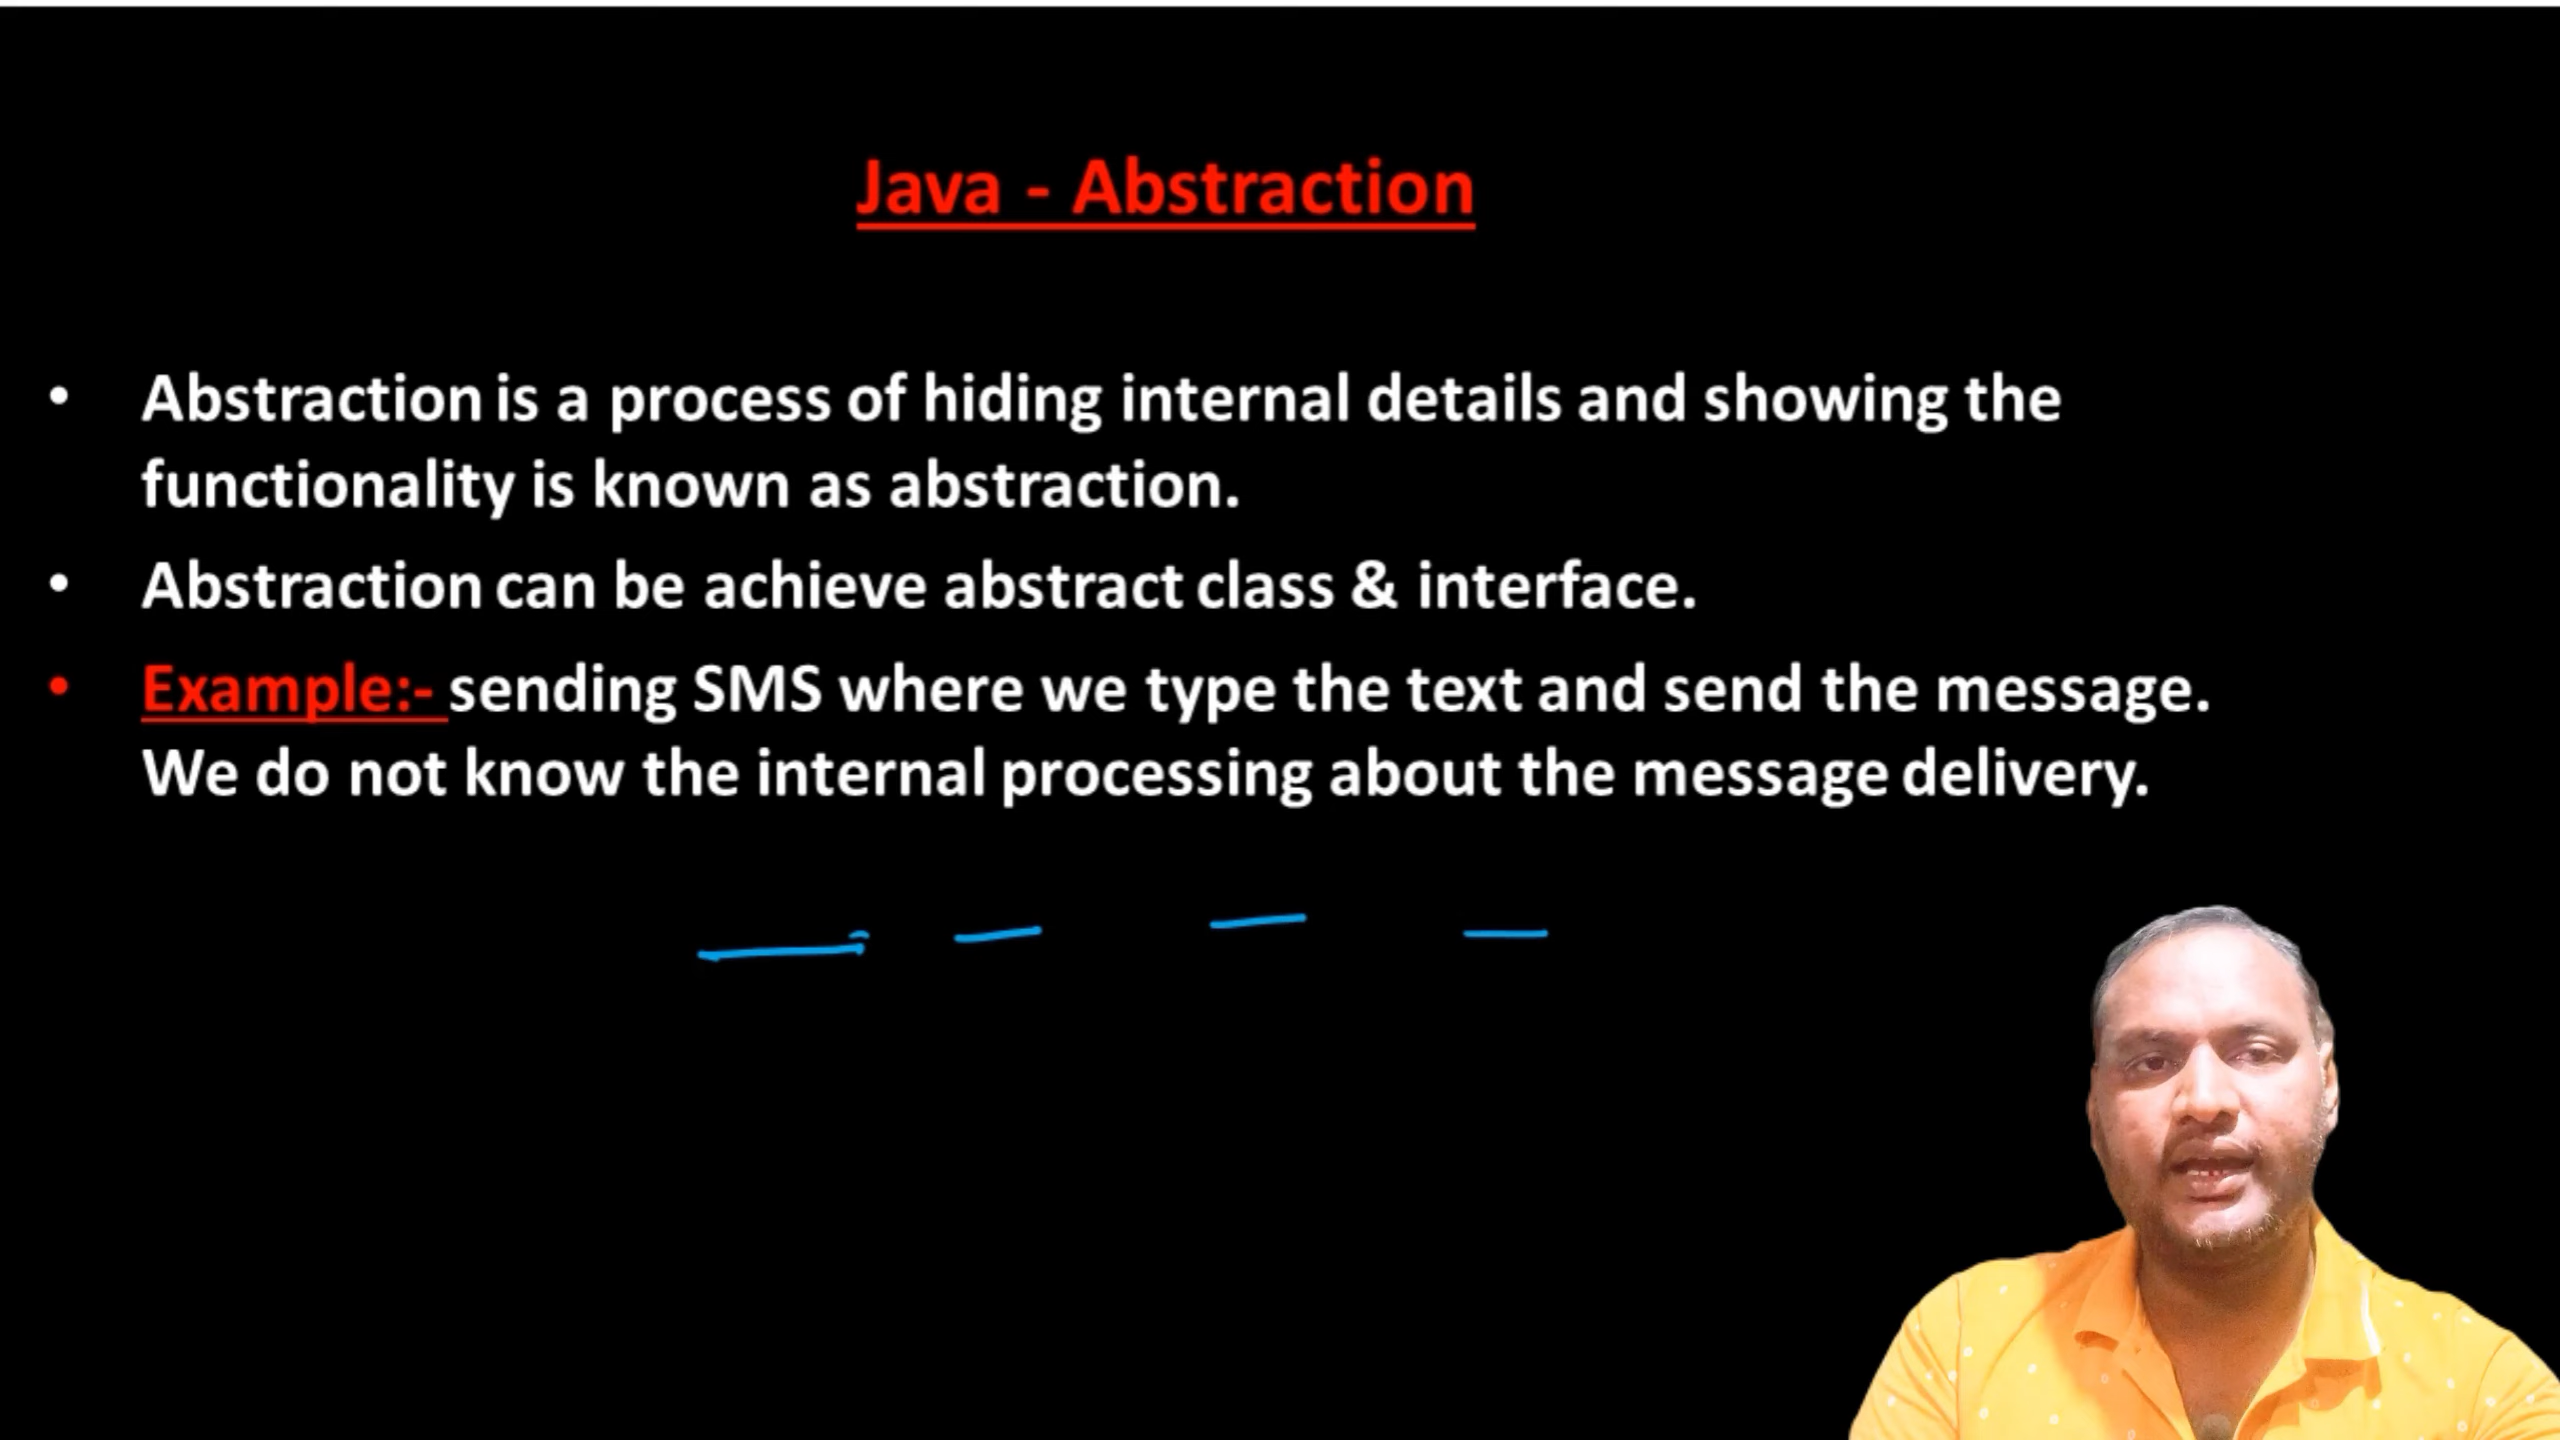 Java - Abstraction
• Abstraction is a process of hiding internal details and showing the
functionality is known as abstraction.
• Abstraction can be achieve abstract class & interface.
• Example:- sending SMS where we type the text and send the message.
We do not know the internal processing about the message delivery.